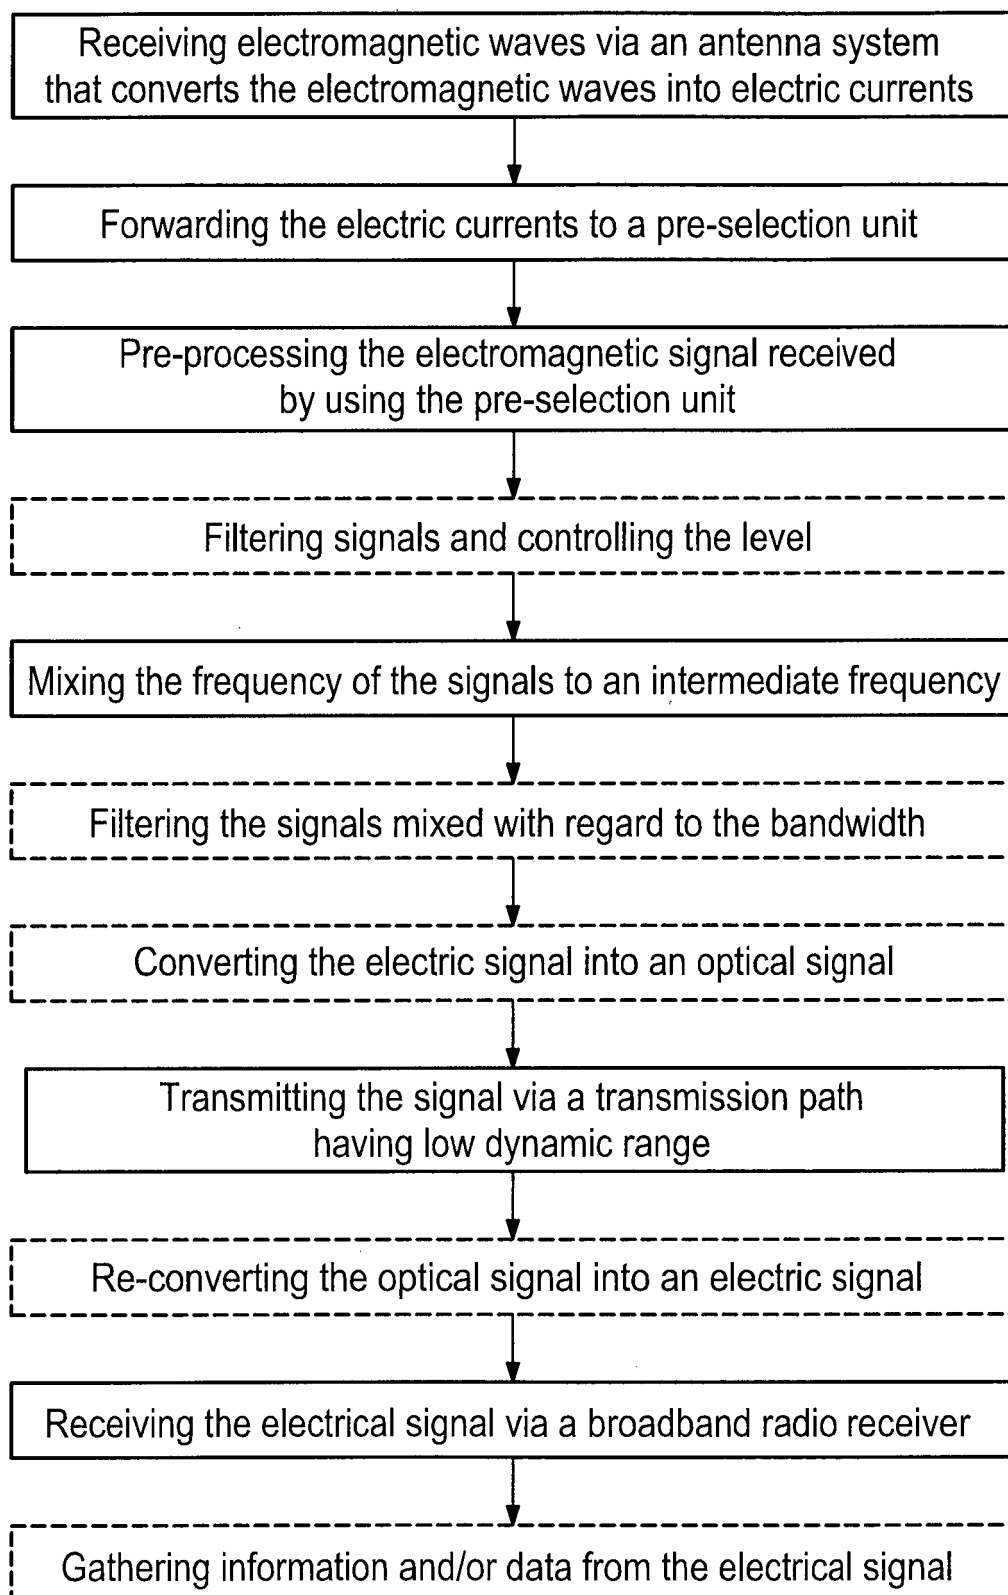 Receiving electromagnetic waves via an antenna system
that converts the electromagnetic waves into electric currents
Forwarding the electric currents to a pre-selection unit
Pre-processing the electromagnetic signal received
by using the pre-selection unit
Filtering signals and controlling the level
Mixing the frequency of the signals to an intermediate frequency
Filtering the signals mixed with regard to the bandwidth
Converting the electric signal into an optical signal
Transmitting the signal via a transmission path
having low dynamic range
Re-converting the optical signal into an electric signal
Receiving the electrical signal via a broadband radio receiver
Gathering information and/or data from the electrical signal